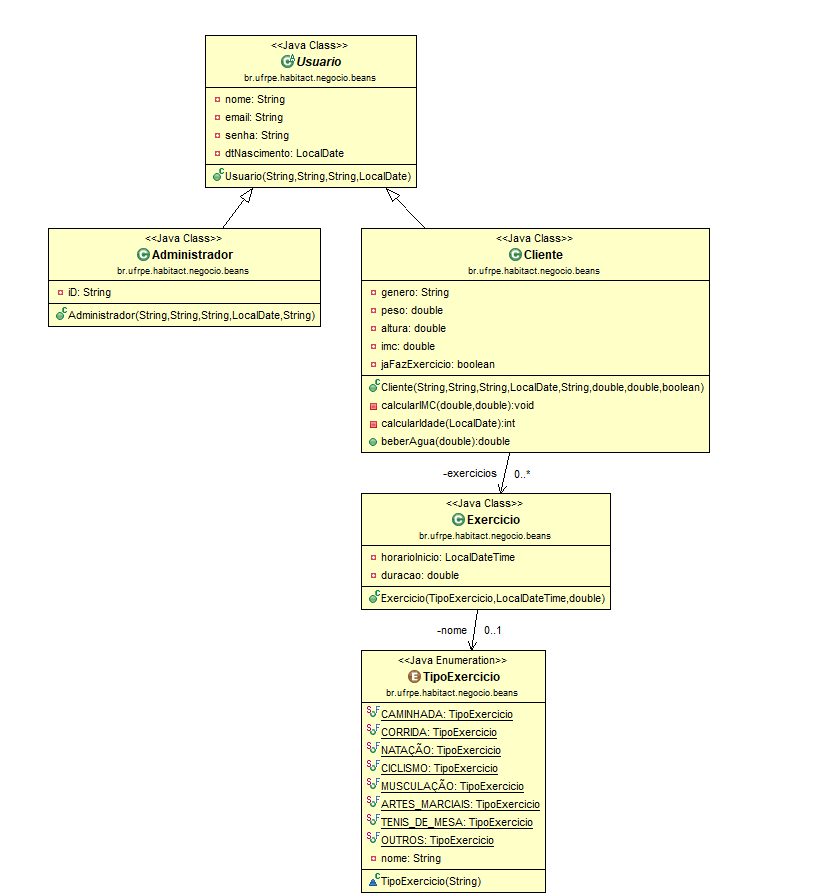 <<Java Class>>
Usuario
br.ufrpe.habitact.negocio.beans
nome: String
email: String
senha: String
dtNascimento: LocalDate
Usuario(String,String,String,LocalDate)
<<Java Class>>
Administrador
br.ufrpe.habitact.negocio.beans
iD: String
Administrador(String,String,String,LocalDate,String)
<<Java Class>>
Cliente
br.ufrpe.habitact.negocio.beans
genero: String
peso: double
altura: double
imc: double
jaFazExercicio: boolean
Cliente(String,String,String,LocalDate,String,double,double,boolean)
calcularIMC(double,double):void
calcularIdade(LocalDate):int
beberAgua(double):double
-exercicios 0..*
<<Java Class>>
Exercicio
br.ufrpe.habitact.negocio.beans
horarioInicio: LocalDateTime
duracao: double
Exercicio(TipoExercicio,LocalDateTime,double)
-nome 0..1
<<Java Enumeration>>
TipoExercicio
br.ufrpe.habitact.negocio.beans
CAMINHADA: TipoExercicio
CORRIDA: TipoExercicio
NATAÇÃO: TipoExercicio
CICLISMO: TipoExercicio
MUSCULAÇÃO: TipoExercicio
ARTES_MARCIAIS: TipoExercicio
TENIS_DE_MESA: TipoExercicio
OUTROS: TipoExercicio
nome: String
TipoExercicio(String)